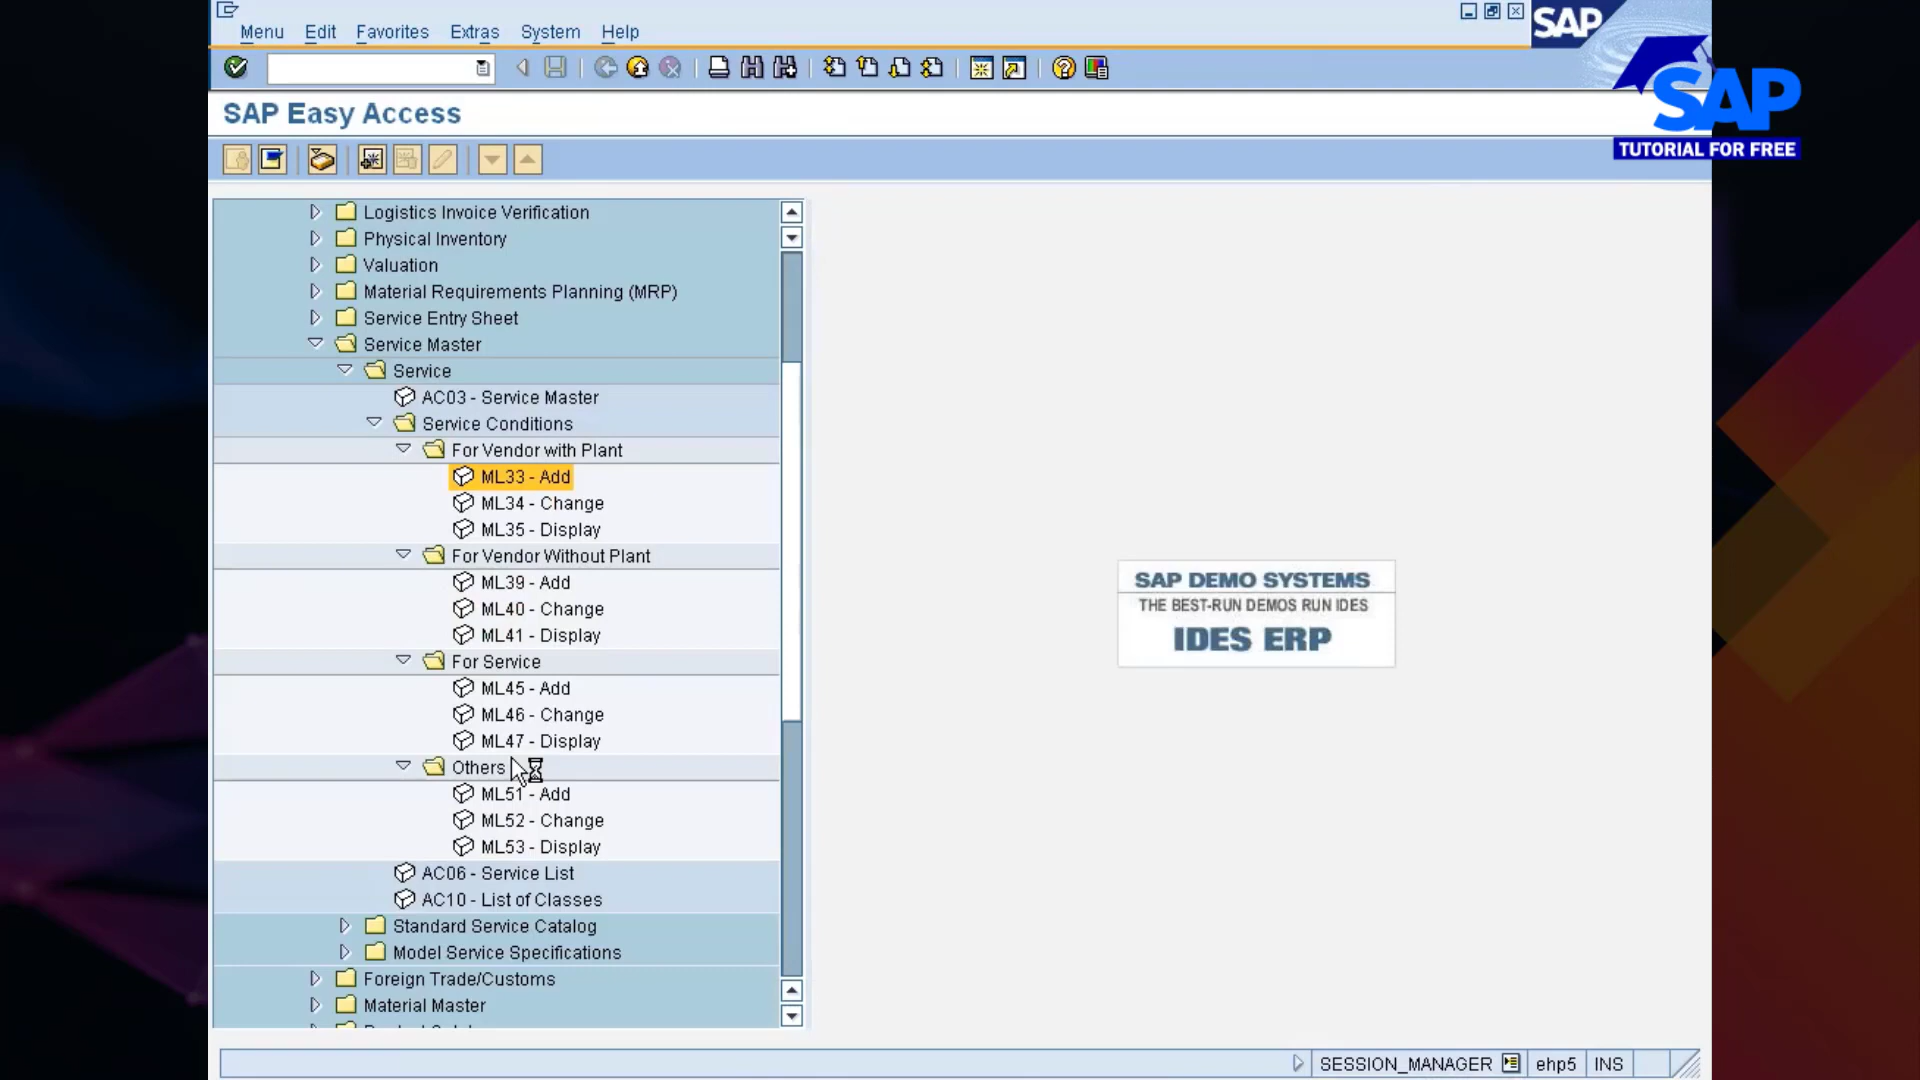 Menu Edit Favorites Extras System Help
SAP
SAP
TUTORIAL FOR FREE
SAP Easy Access
Logistics Invoice Verification
Physical Inventory
Valuation
Material Requirements Planning (MRP)
Service Entry Sheet
Service Master
Service
AC03 - Service Master
Service Conditions
For Vendor with Plant
ML33 - Add
ML34 - Change
ML35 - Display
For Vendor Without Plant
ML39 - Add
ML40 - Change
ML41 - Display
For Service
ML45 - Add
ML46 - Change
ML47 - Display
Others
ML51 - Add
ML52 - Change
ML53 - Display
AC06 - Service List
AC10 - List of Classes
Standard Service Catalog
Model Service Specifications
Foreign Trade/Customs
Material Master
SAP DEMO SYSTEMS
THE BEST-RUN DEMOS RUN IDES
IDES ERP
SESSION_MANAGER ehp5 INS